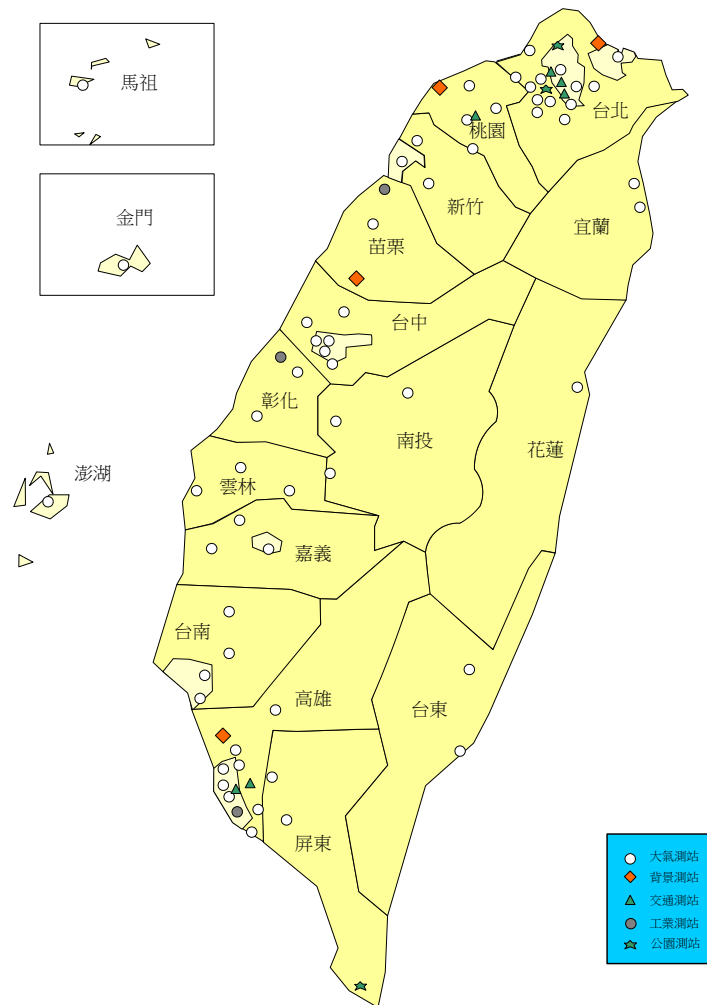 馬祖
台北
桃園
金門
新竹
宜蘭
苗栗
台中
彰化
南投
花蓮
澎湖
雲林
嘉義
台南
高雄
台東
屏東
大氣測站
背景測站
交通測站
工業測站
公園測站